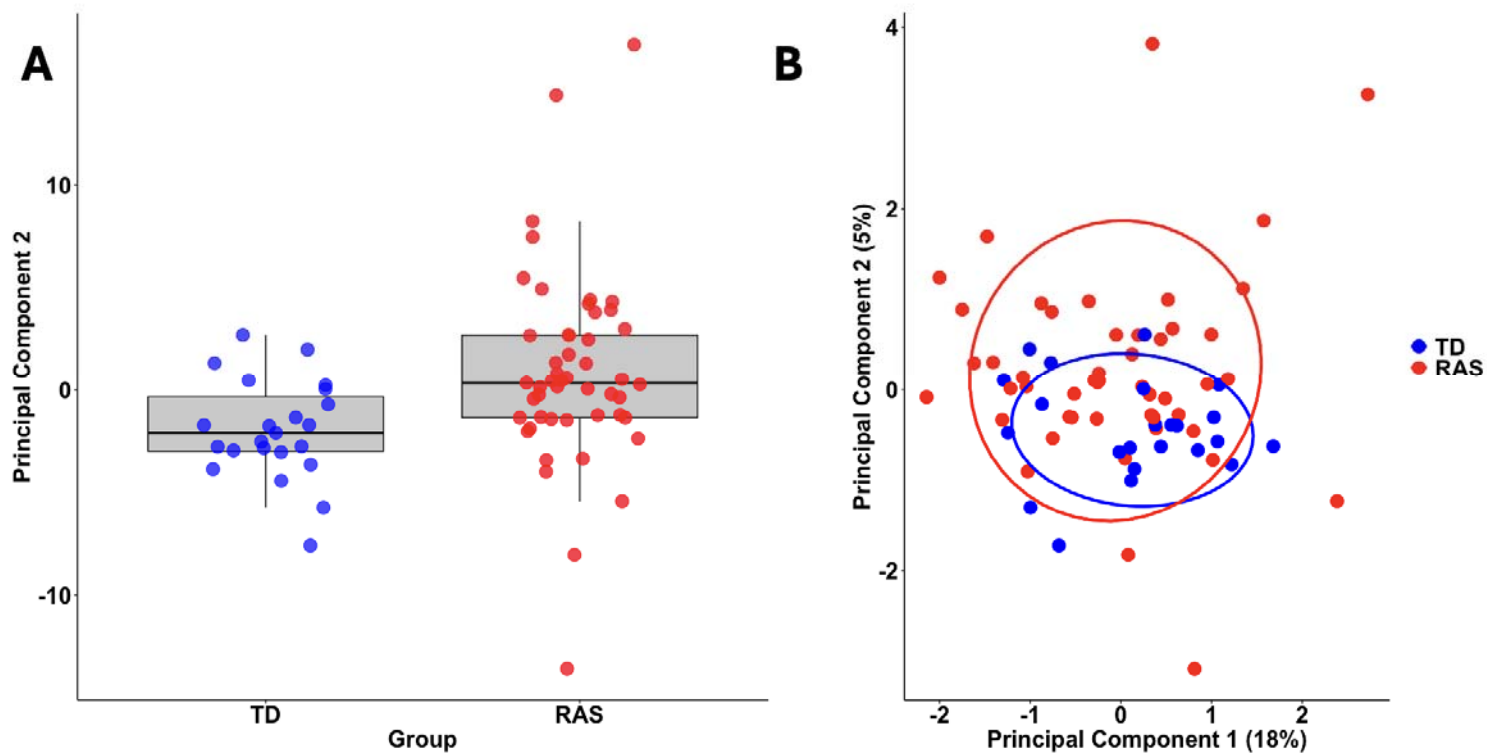 A
Principal Component 2
10
0
-10
TD
RAS
Group
B
Principal Component 2 (5%)
4
2
0
-2
-2
-1
0
1
2
Principal Component 1 (18%)
TD
RAS